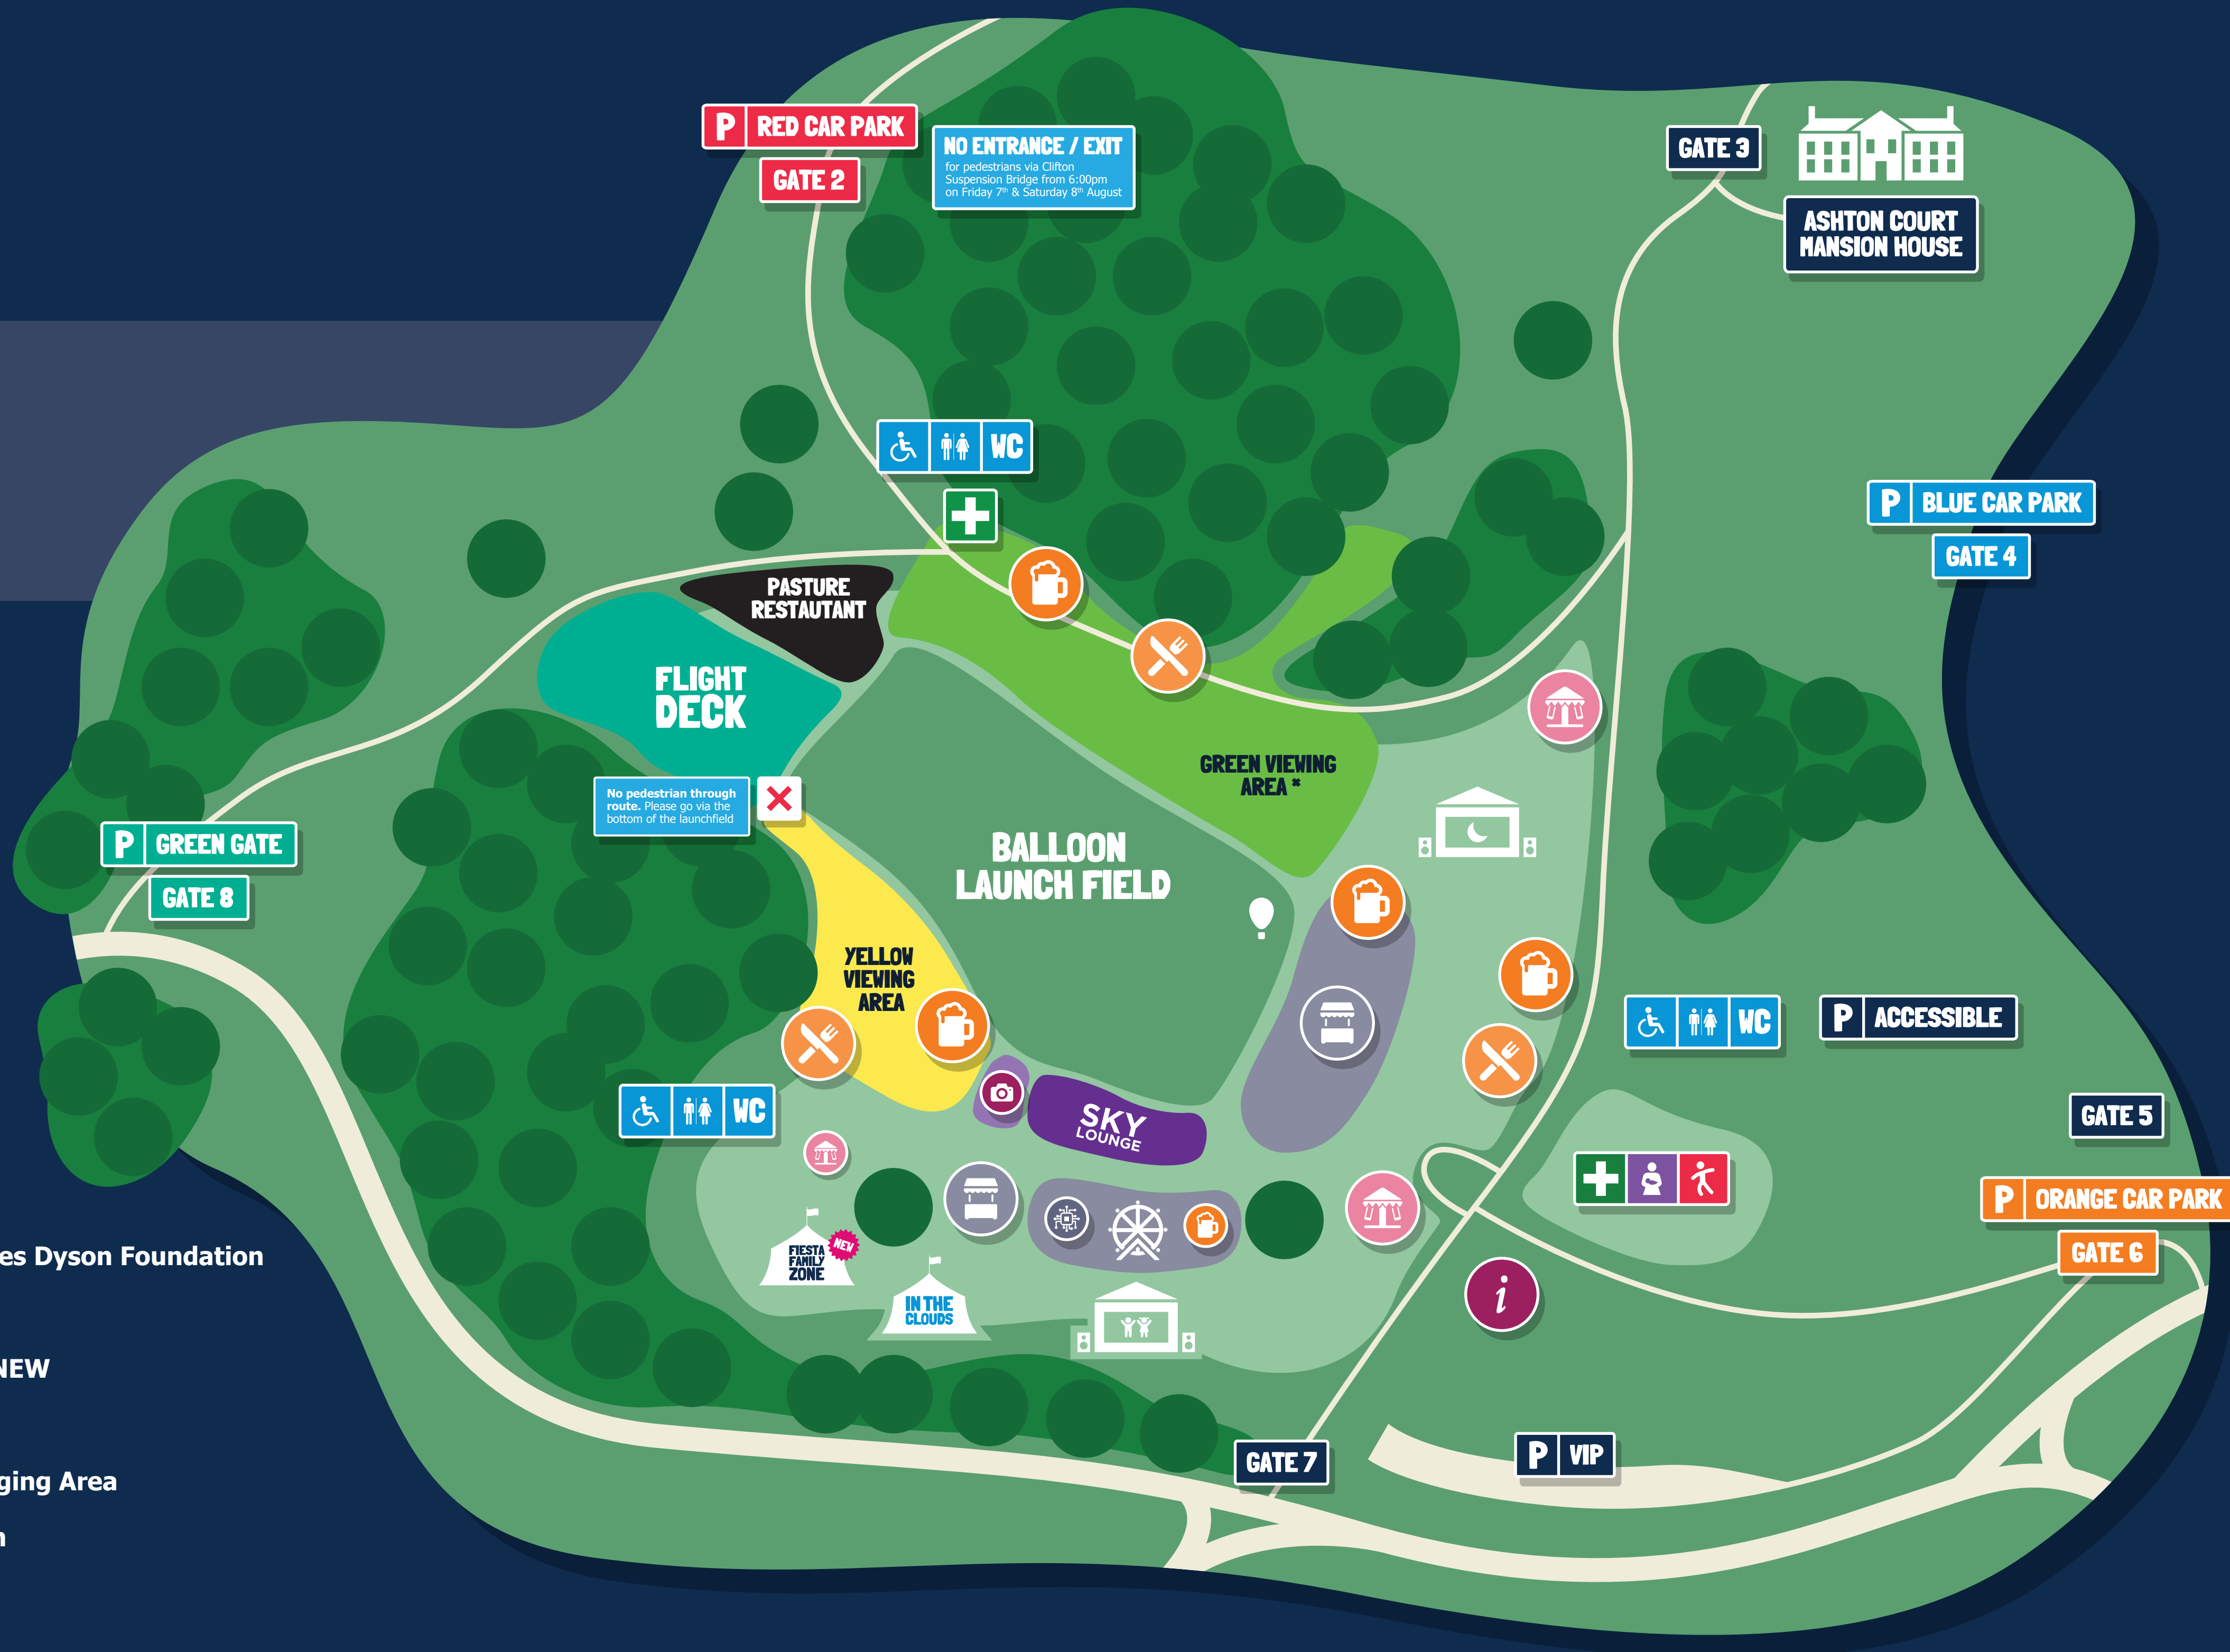 P RED CAR PARK
GATE 2
NO ENTRANCE / EXIT
for pedestrians via Clifton
Suspension Bridge from 6:00pm
on Friday 7th & Saturday 8th August
GATE 3
ASHTON COURT
MANSION HOUSE
WC
P BLUE CAR PARK
GATE 4
PASTURE
RESTAUTANT
FLIGHT
DECK
GREEN VIEWING
AREA *
No pedestrian through
route. Please go via the
bottom of the launchfield
P GREEN GATE
GATE 8
BALLOON
LAUNCH FIELD
YELLOW
VIEWING
AREA
WC
P ACCESSIBLE
WC
SKY
LOUNGE
GATE 5
P ORANGE CAR PARK
GATE 6
FIESTA
FAMILY
ZONE
NEW
IN THE
CLOUDS
i
es Dyson Foundation
NEW
ging Area
GATE 7
P VIP